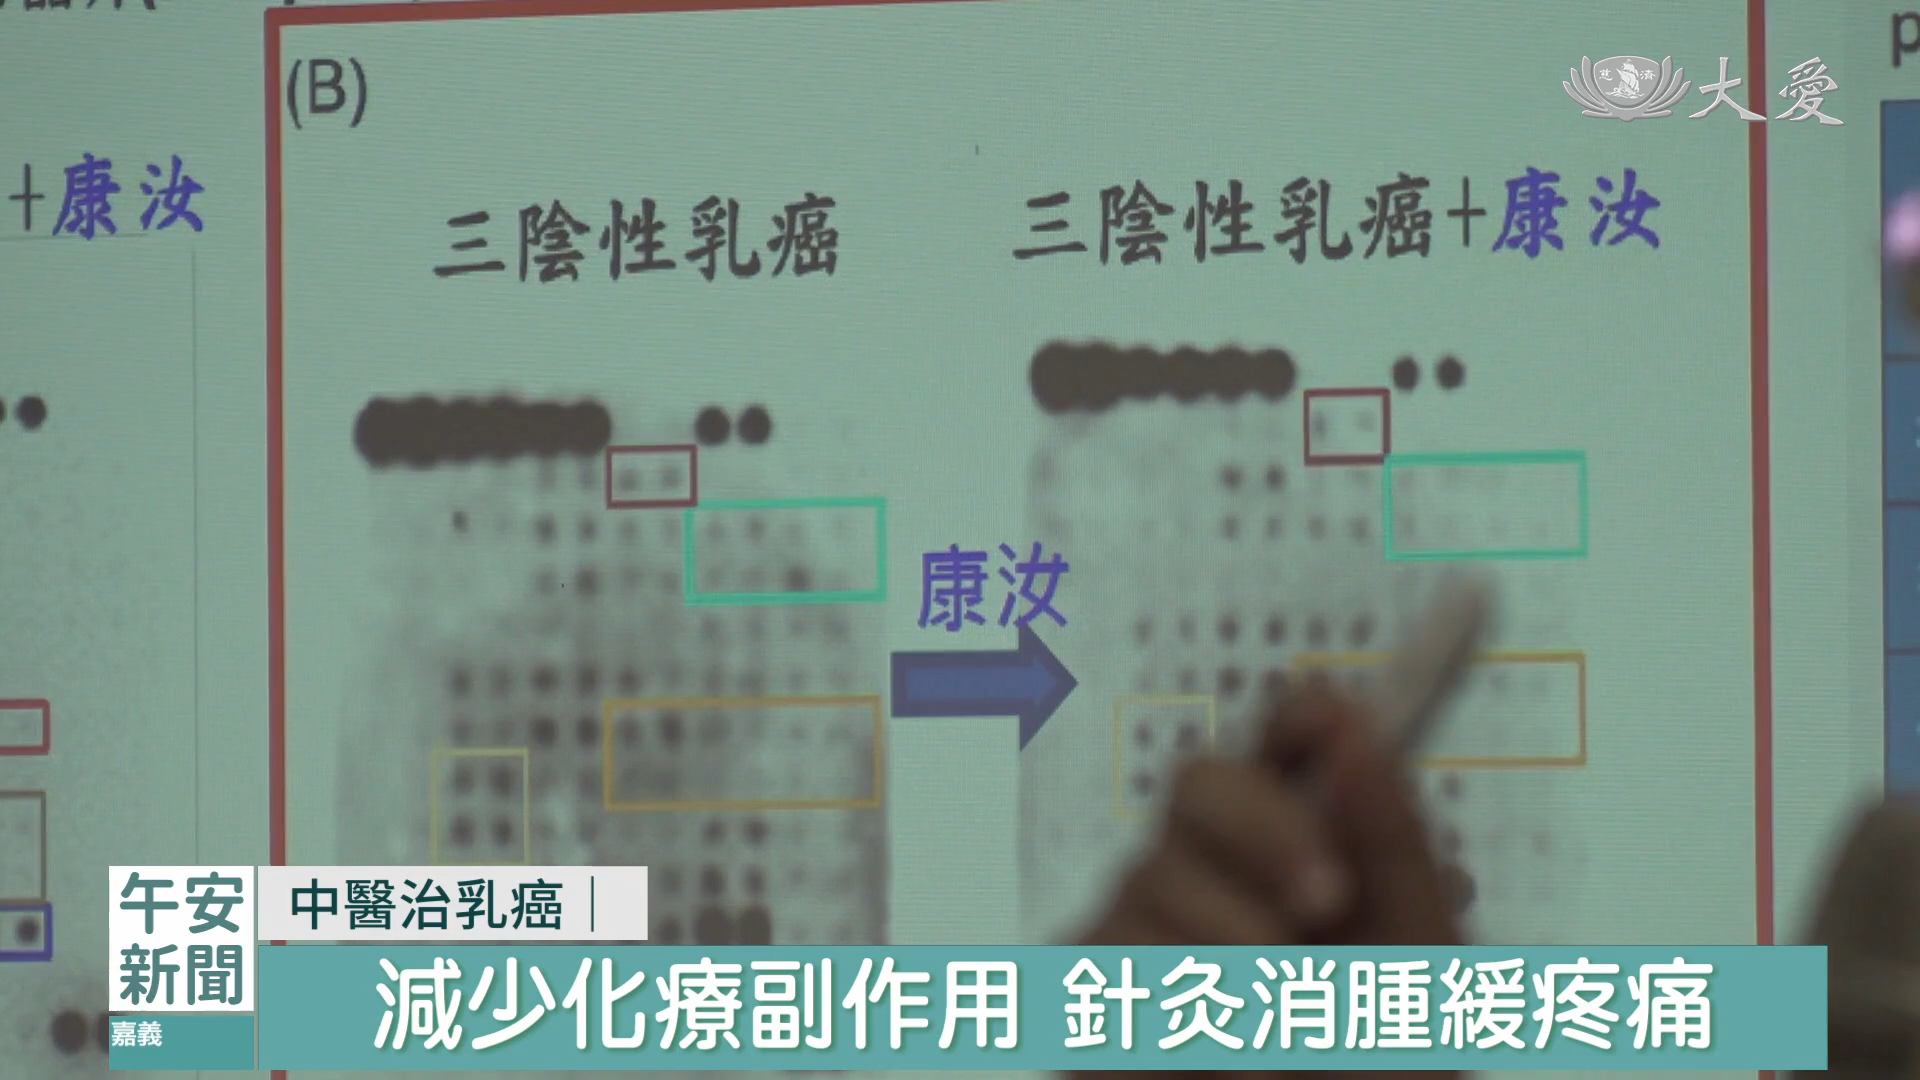 (B)
慈濟 大愛
+康汝
三陰性乳癌
三陰性乳癌+康汝
康汝
午安
新聞
嘉義
中醫治乳癌|
減少化療副作用 針灸消腫緩疼痛